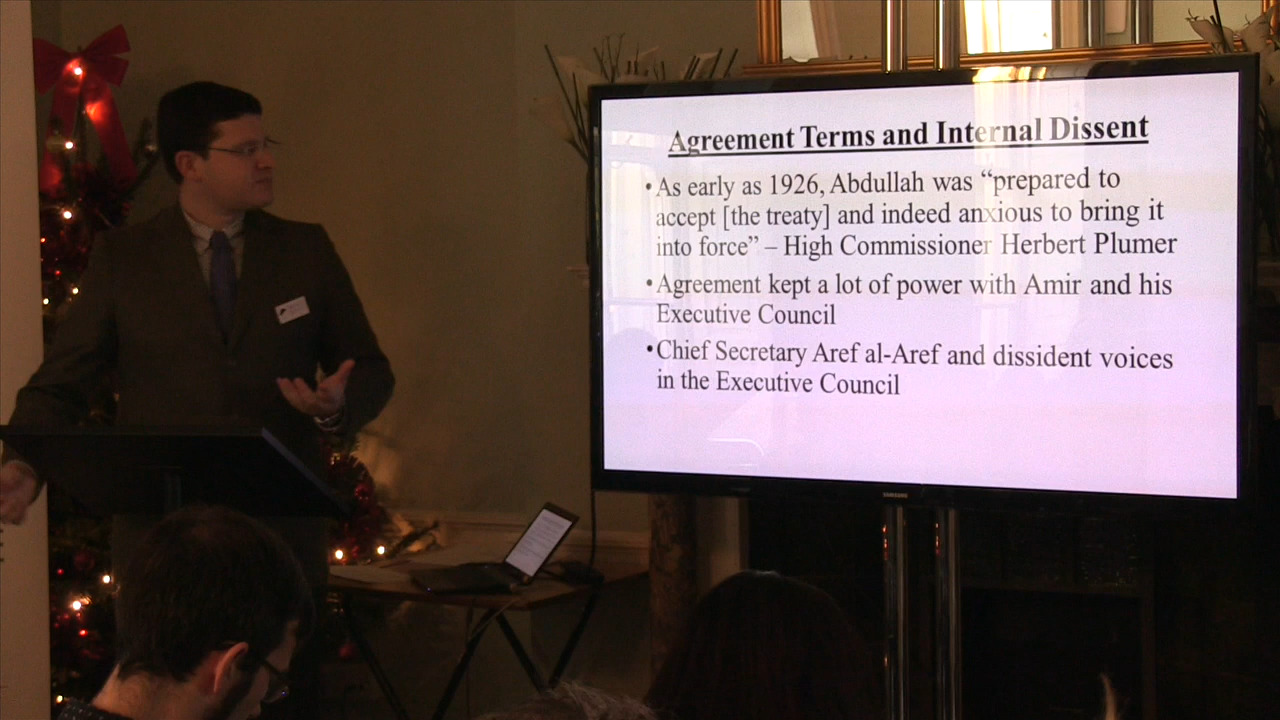 Agreement Terms and Internal Dissent
•As early as 1926, Abdullah was “prepared to
accept [the treaty] and indeed anxious to bring it
into force” – High Commissioner Herbert Plumer
•Agreement kept a lot of power with Amir and his
Executive Council
•Chief Secretary Aref al-Aref and dissident voices
in the Executive Council
SAMSUNG